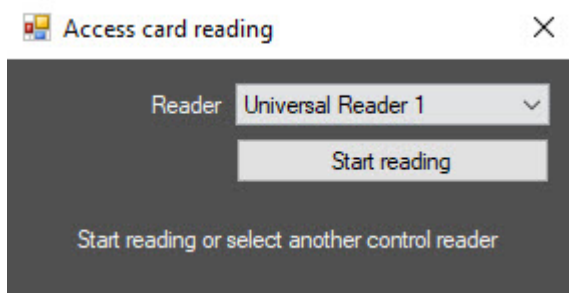 Access card reading
Reader Universal Reader 1
Start reading
Start reading or select another control reader